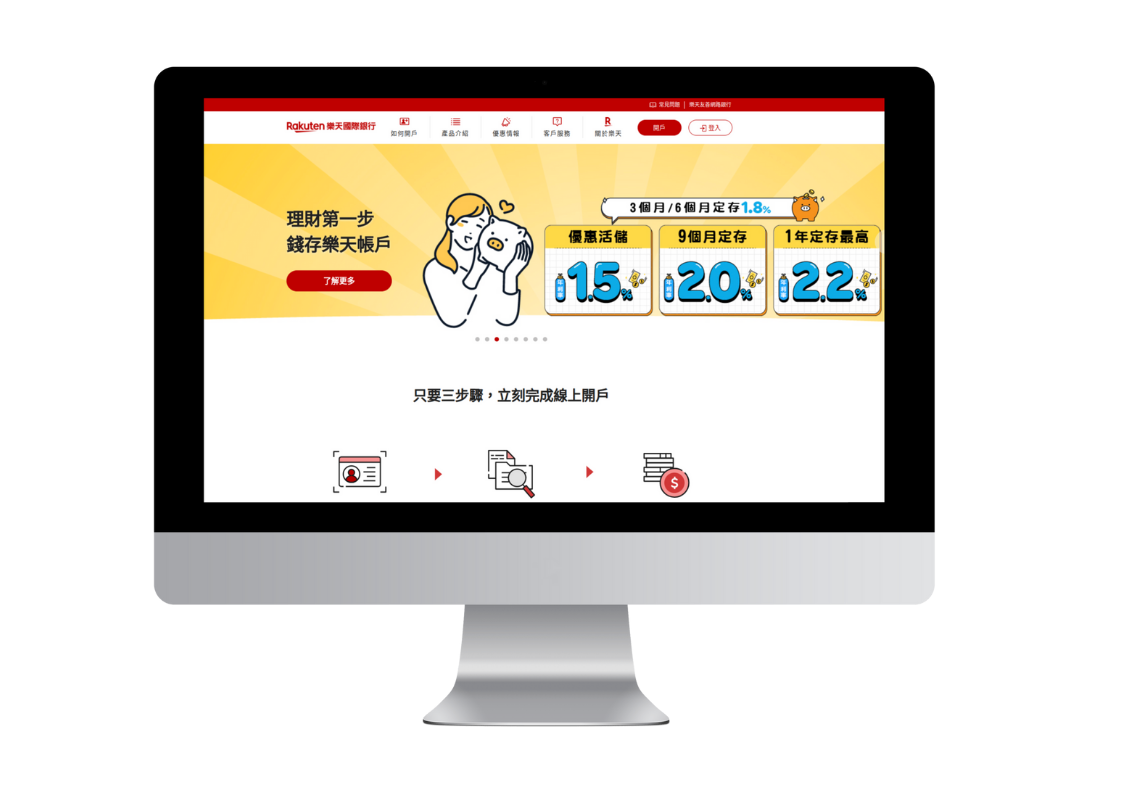 常見問題 | 樂天友善網路銀行
Rakuten 樂天國際銀行
如何開戶
產品介紹
優惠情報
客戶服務
關於樂天
開戶
登入
理財第一步
錢存樂天帳戶
了解更多
3個月/6個月定存1.8%
優惠活儲
年利率
1.5%
9個月定存
年利率
2.0%
1年定存最高
年利率
2.2%
只要三步驟，立刻完成線上開戶